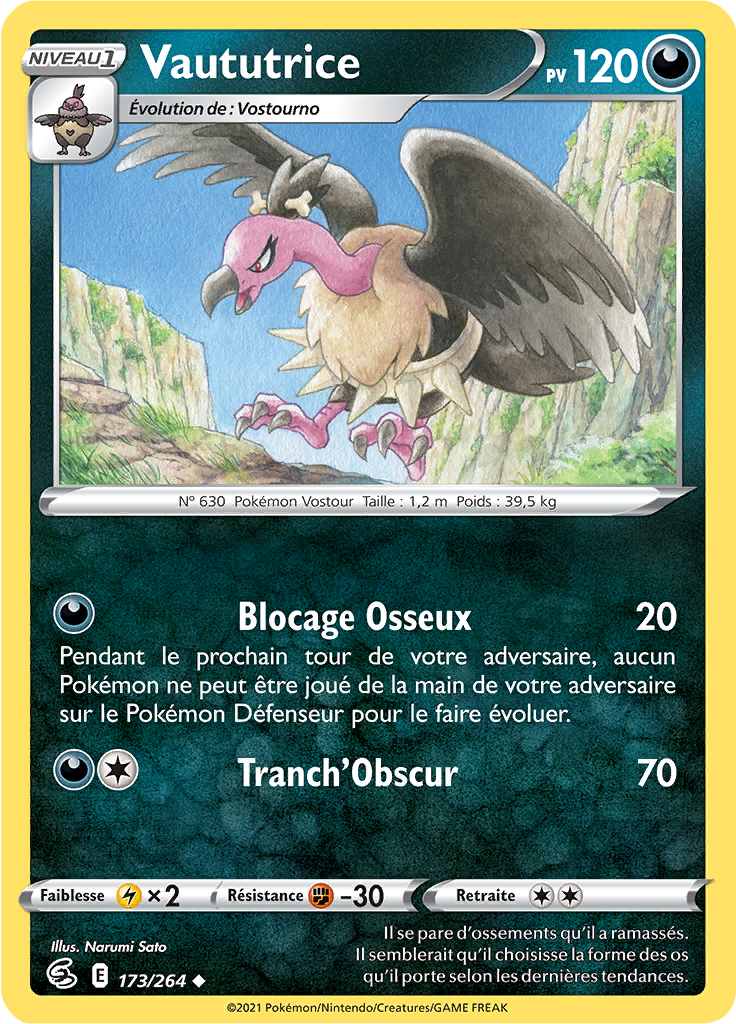 NIVEAU 1
Vaututrice
PV 120
Évolution de : Vostourno
N° 630 Pokémon Vostour Taille : 1,2 m Poids : 39,5 kg
Blocage Osseux 20
Pendant le prochain tour de votre adversaire, aucun
Pokémon ne peut être joué de la main de votre adversaire
sur le Pokémon Défenseur pour le faire évoluer.
Tranch'Obscur 70
Faiblesse ×2 Résistance -30 Retraite
Illus. Narumi Sato
Il se pare d'ossements qu'il a ramassés.
Il semblerait qu'il choisisse la forme des os
qu'il porte selon les dernières tendances.
E 173/264
©2021 Pokémon/Nintendo/Creatures/GAME FREAK